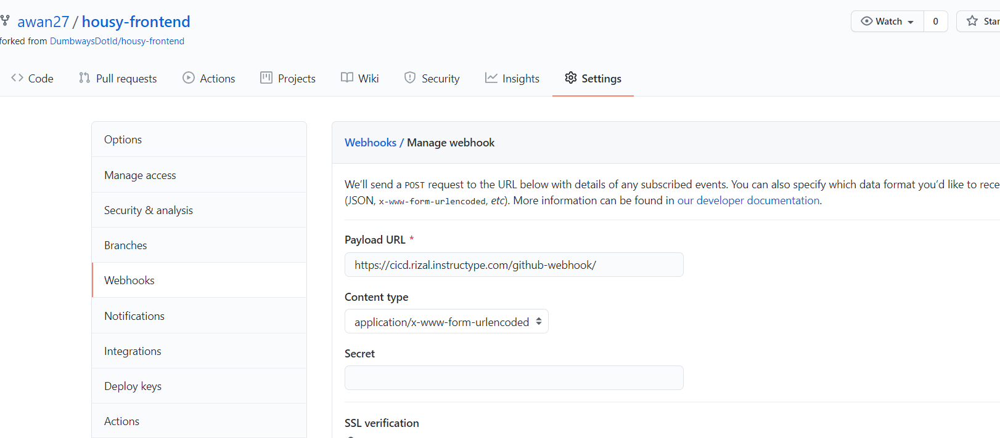 awan27 / housy-frontend
forked from DumbwaysDotId/housy-frontend
Watch 0
Code Pull requests Actions Projects Wiki Security Insights Settings
Options
Manage access
Security & analysis
Branches
Webhooks
Notifications
Integrations
Deploy keys
Actions
Webhooks / Manage webhook
We'll send a POST request to the URL below with details of any subscribed events. You can also specify which data format you'd like to
(JSON, x-www-form-urlencoded, etc). More information can be found in our developer documentation.
Payload URL *
https://cicd.rizal.instructype.com/github-webhook/
Content type
application/x-www-form-urlencoded
Secret
SSL verification